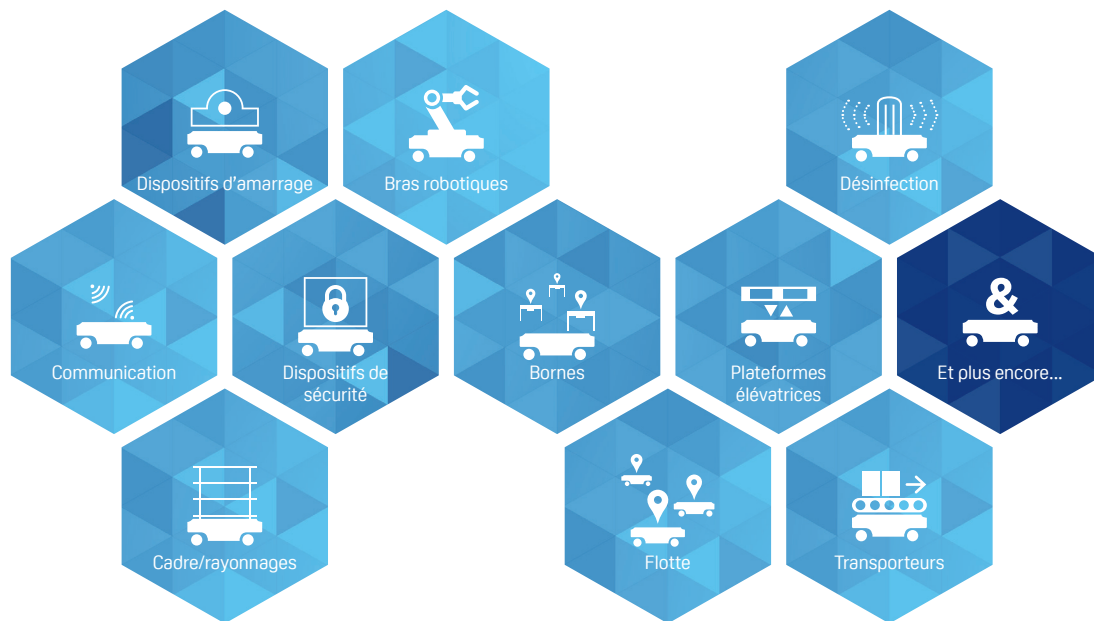 Dispositifs d'amarrage
Bras robotiques
Désinfection
Communication
Dispositifs de
sécurité
Bornes
Plateformes
élévatrices
&
Et plus encore...
Cadre/rayonnages
Flotte
Transporteurs